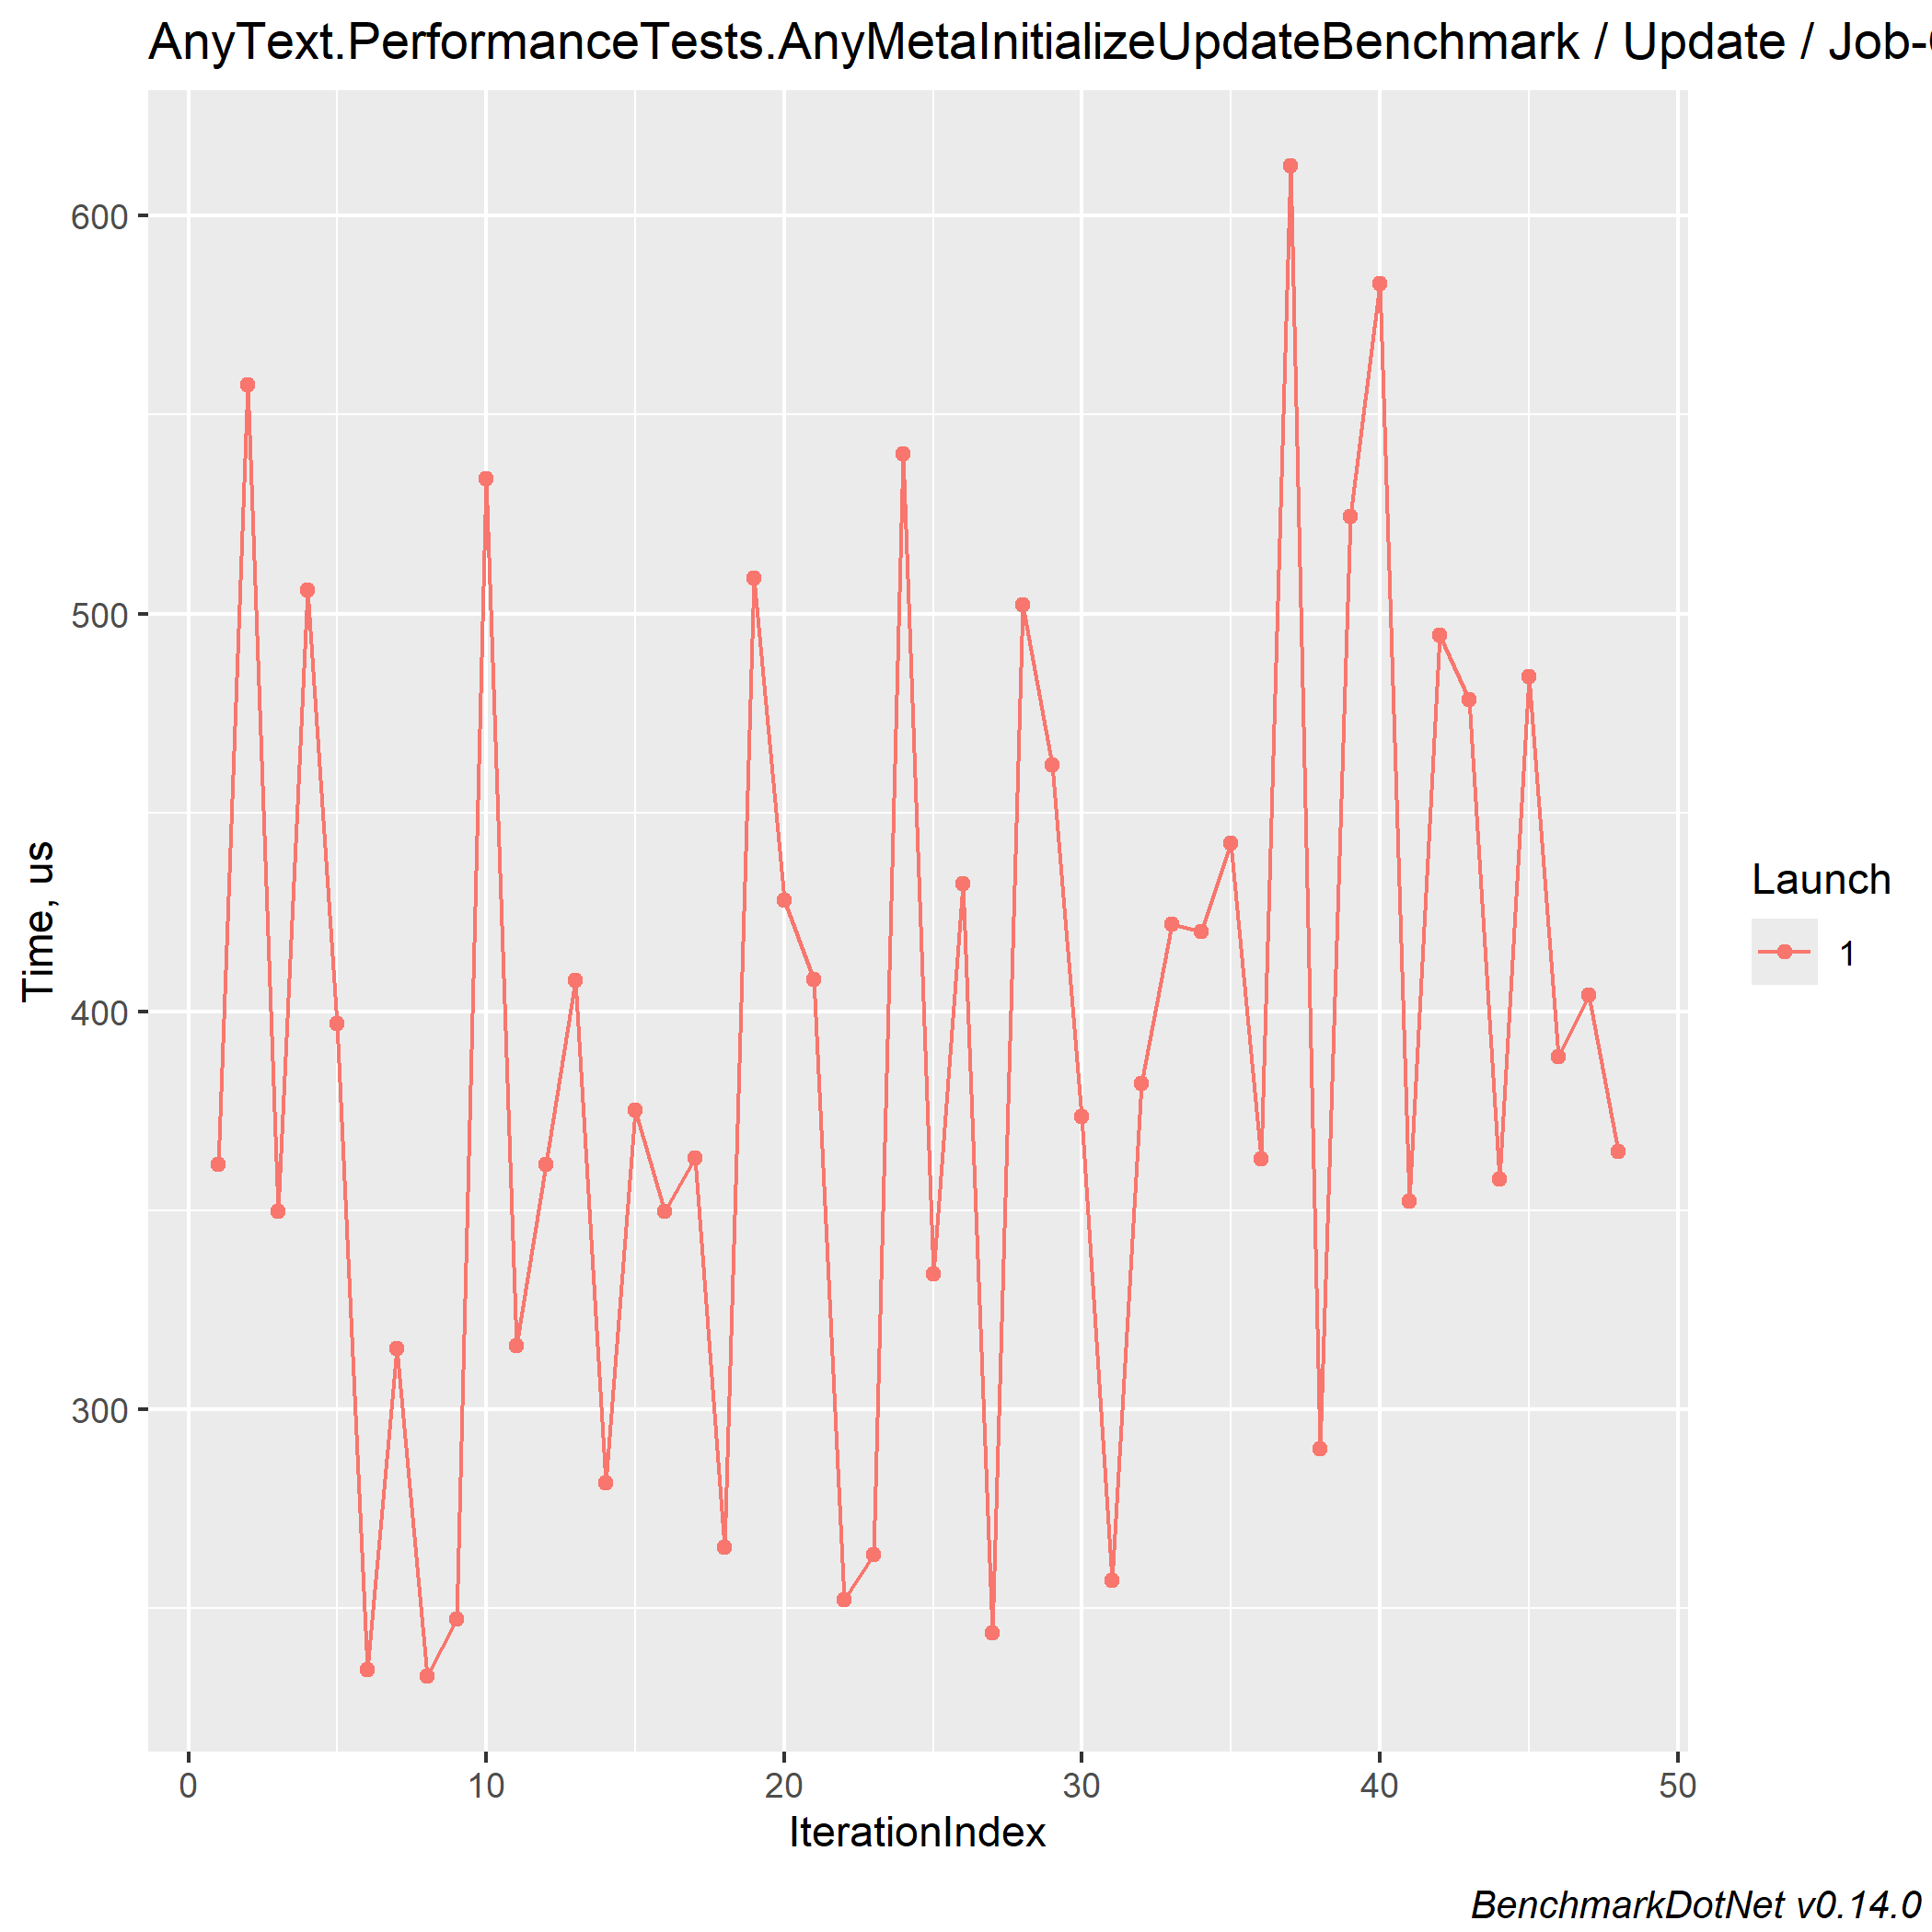 AnyText.PerformanceTests.AnyMetaInitializeUpdateBenchmark / Update / Job-
600
500
400
300
Time, us
0 10 20 30 40 50
IterationIndex
Launch
1
BenchmarkDotNet v0.14.0